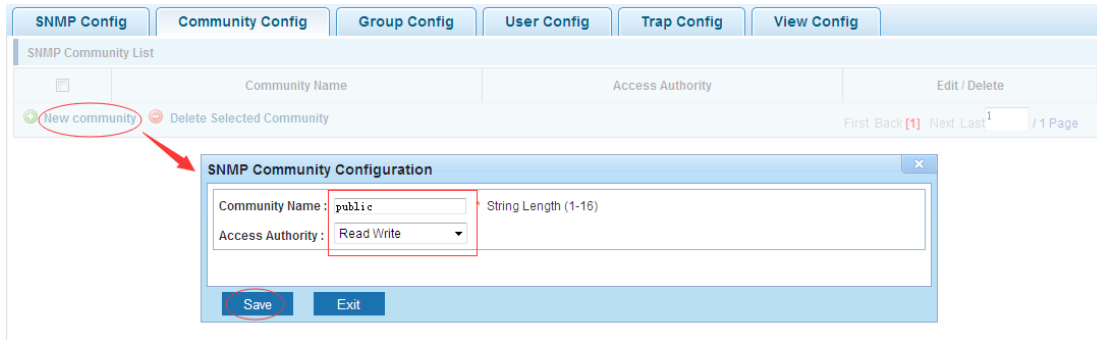 SNMP Config Community Config Group Config User Config Trap Config View Config
SNMP Community List
Community Name Access Authority Edit / Delete
New community Delete Selected Community First Back [1] Next Last 1 / 1 Page
SNMP Community Configuration
Community Name : public * String Length (1-16)
Access Authority : Read Write
Save Exit